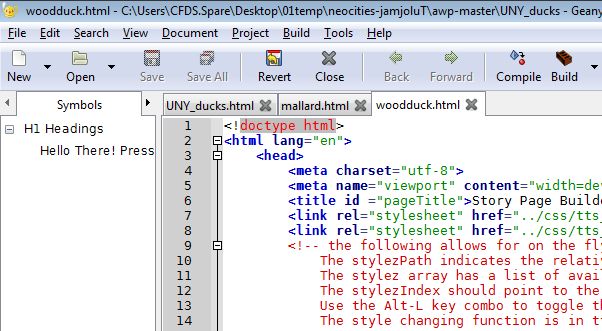 woodduck.html - C:\Users\CFDS.Spare\Desktop\01temp\neocities-jamjoluT\awp-master\UNY_ducks - Geany
File Edit Search View Document Project Build Tools Help
New Open Save Save All Revert Close Back Forward Compile Build
Symbols UNY_ducks.html mallard.html woodduck.html
H1 Headings
Hello There! Press
1 <!doctype html>
2 <html lang="en">
3 <head>
4 <meta charset="utf-8">
5 <meta name="viewport" content="width=dev
6 <title id ="pageTitle">Story Page Builde
7 <link rel="stylesheet" href="../css/tts_
8 <link rel="stylesheet" href="../css/tts_
9 <!-- the following allows for on the fl
10 The stylezPath indicates the relati
11 The stylez array has a list of avai
12 The stylezIndex should point to the
13 Use the Alt-L key combo to toggle th
14 The style changing function is in tt